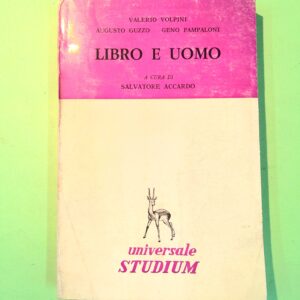 VALERIO VOLPINI
AUGUSTO GUZZO GENO PAMPALONI
LIBRO E UOMO
A CURA DI
SALVATORE ACCARDO
universale
STUDIUM